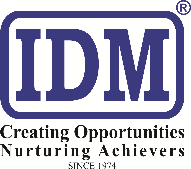 ®
IDM
Creating Opportunities
Nurturing Achievers
SINCE 1974